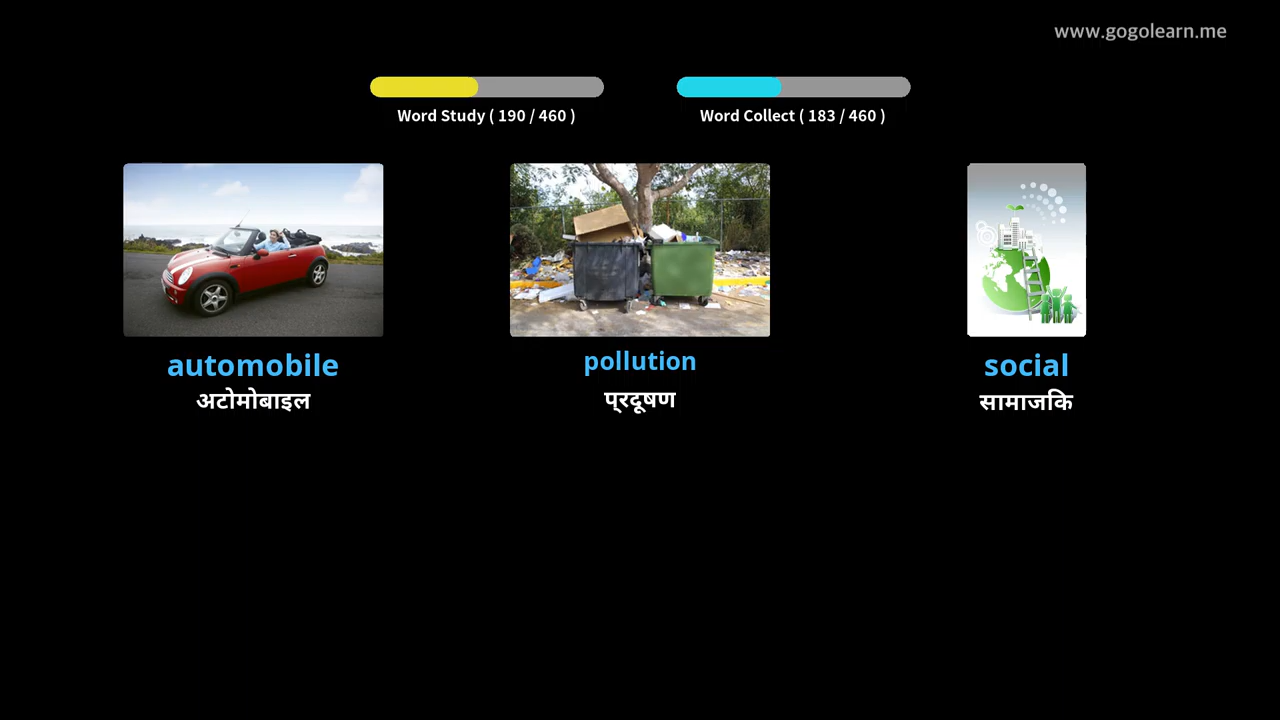 www.gogolearn.me
Word Study ( 190 / 460 )
Word Collect ( 183 / 460 )
automobile
pollution
social
अटोमोबाइल
प्रदूषण
सामाजकि